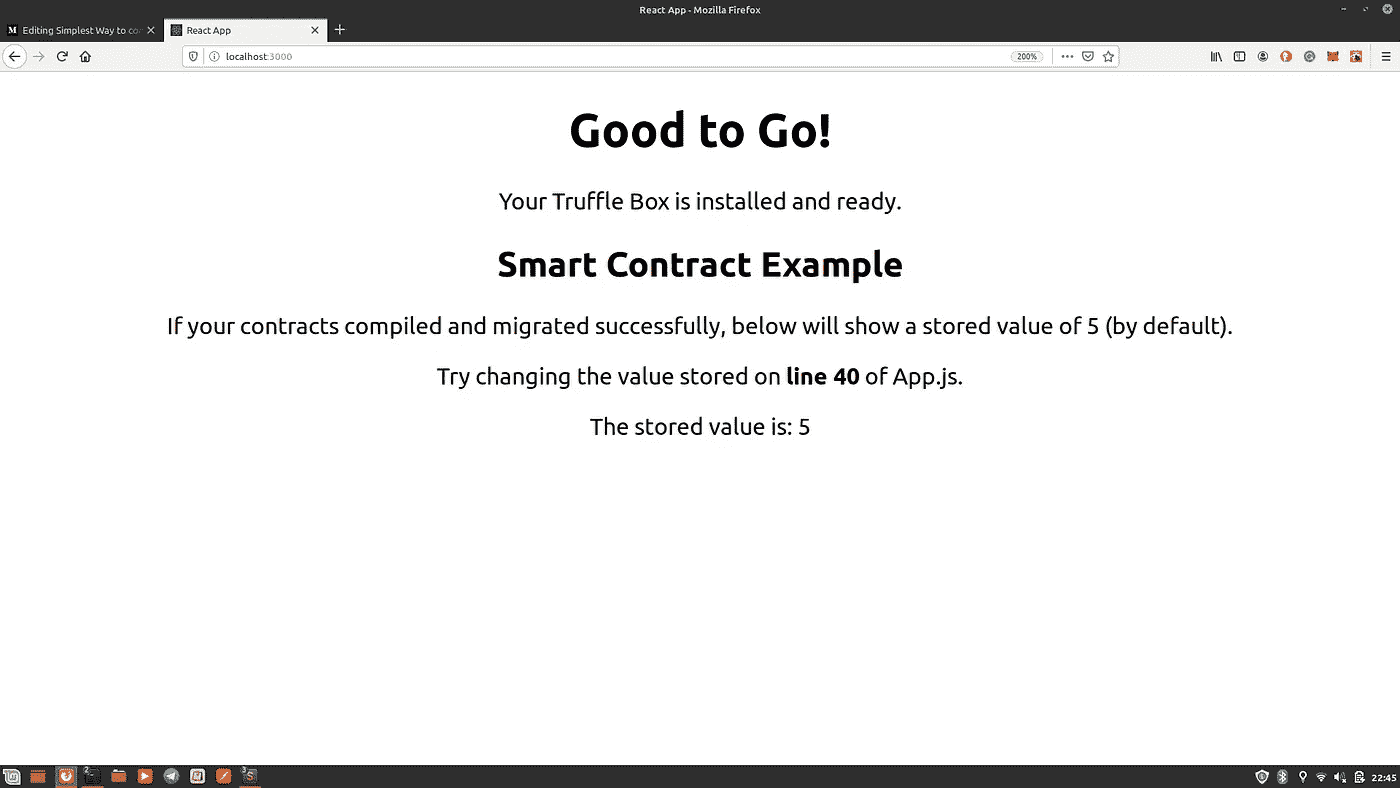 React App - Mozilla Firefox
Editing Simplest Way to co
React App
localhost:3000
200%
Good to Go!
Your Truffle Box is installed and ready.
Smart Contract Example
If your contracts compiled and migrated successfully, below will show a stored value of 5 (by default).
Try changing the value stored on line 40 of App.js.
The stored value is: 5
22:45